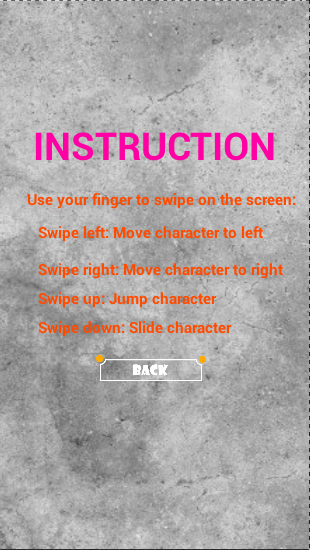 INSTRUCTION
Use your finger to swipe on the screen:
Swipe left: Move character to left
Swipe right: Move character to right
Swipe up: Jump character
Swipe down: Slide character
BACK